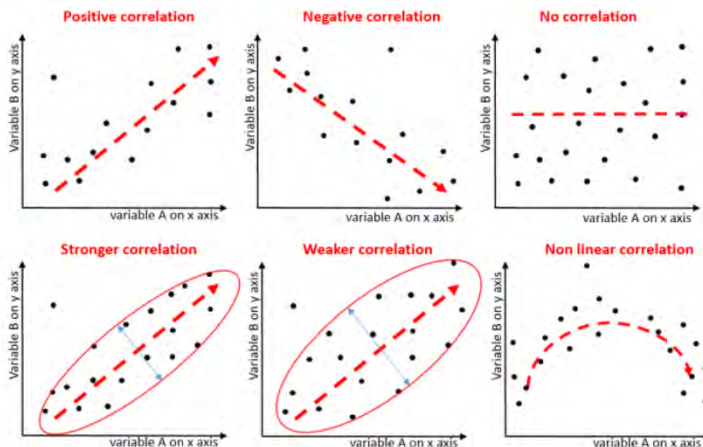 Positive correlation
Variable B on y axis
variable A on x axis
Negative correlation
Variable B on y axis
variable A on x axis
No correlation
Variable B on y axis
variable A on x axis
Stronger correlation
Variable B on y axis
variable A on x axis
Weaker correlation
Variable B on y axis
variable A on x axis
Non linear correlation
Variable B on y axis
variable A on x axis